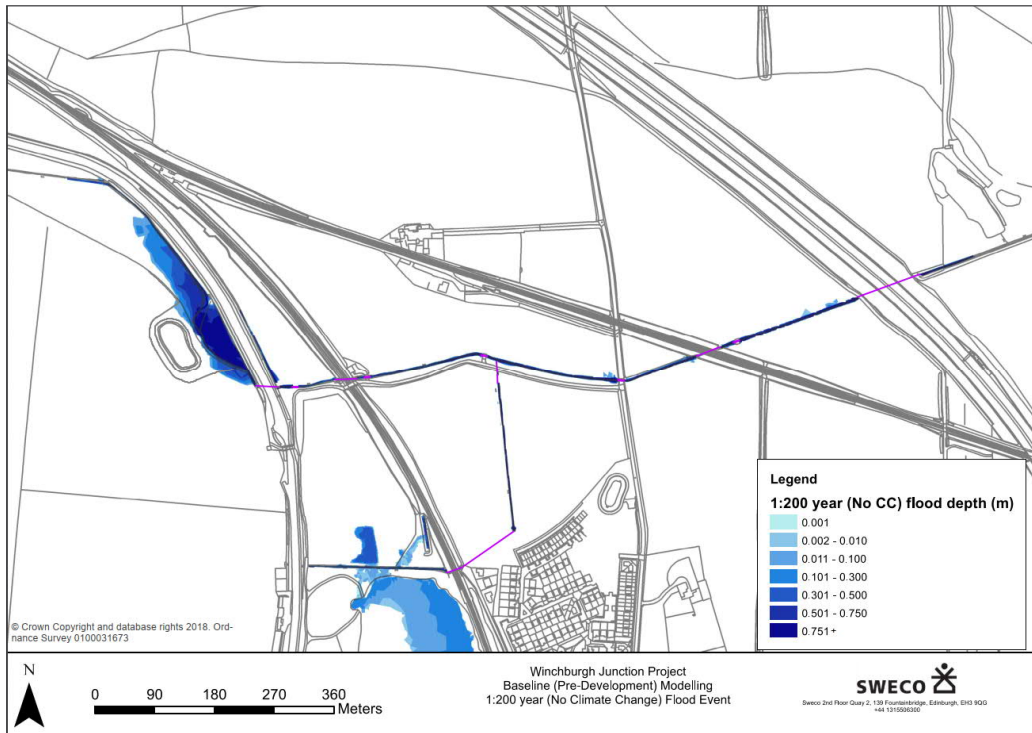 Legend
1:200 year (No CC) flood depth (m)
0.001
0.002 - 0.010
0.011 - 0.100
0.101 - 0.300
0.301 - 0.500
0.501 - 0.750
0.751+
© Crown Copyright and database rights 2018. Ord-
nance Survey 0100031673
N
0 90 180 270 360
Meters
Winchburgh Junction Project
Baseline (Pre-Development) Modelling
1:200 year (No Climate Change) Flood Event
SWECO
Sweco 2nd Floor Quay 2, 139 Fountainbridge, Edinburgh, EH3 9QG
+44 1315506300